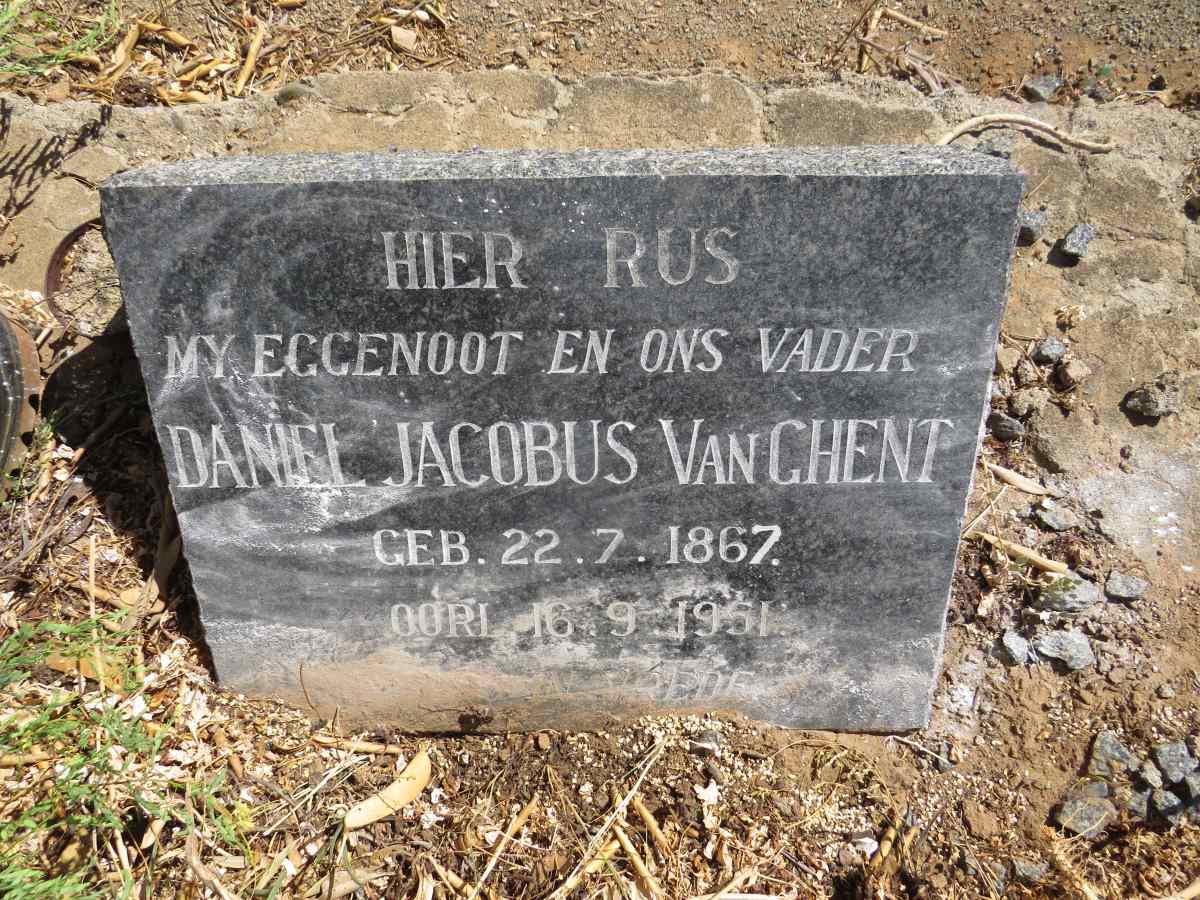 HIER RUS
MY EGGENOOT EN ONS VADER
DANIEL JACOBUS VAN GHENT
GEB. 22.7.1867.
OORL. 16.9.1951.